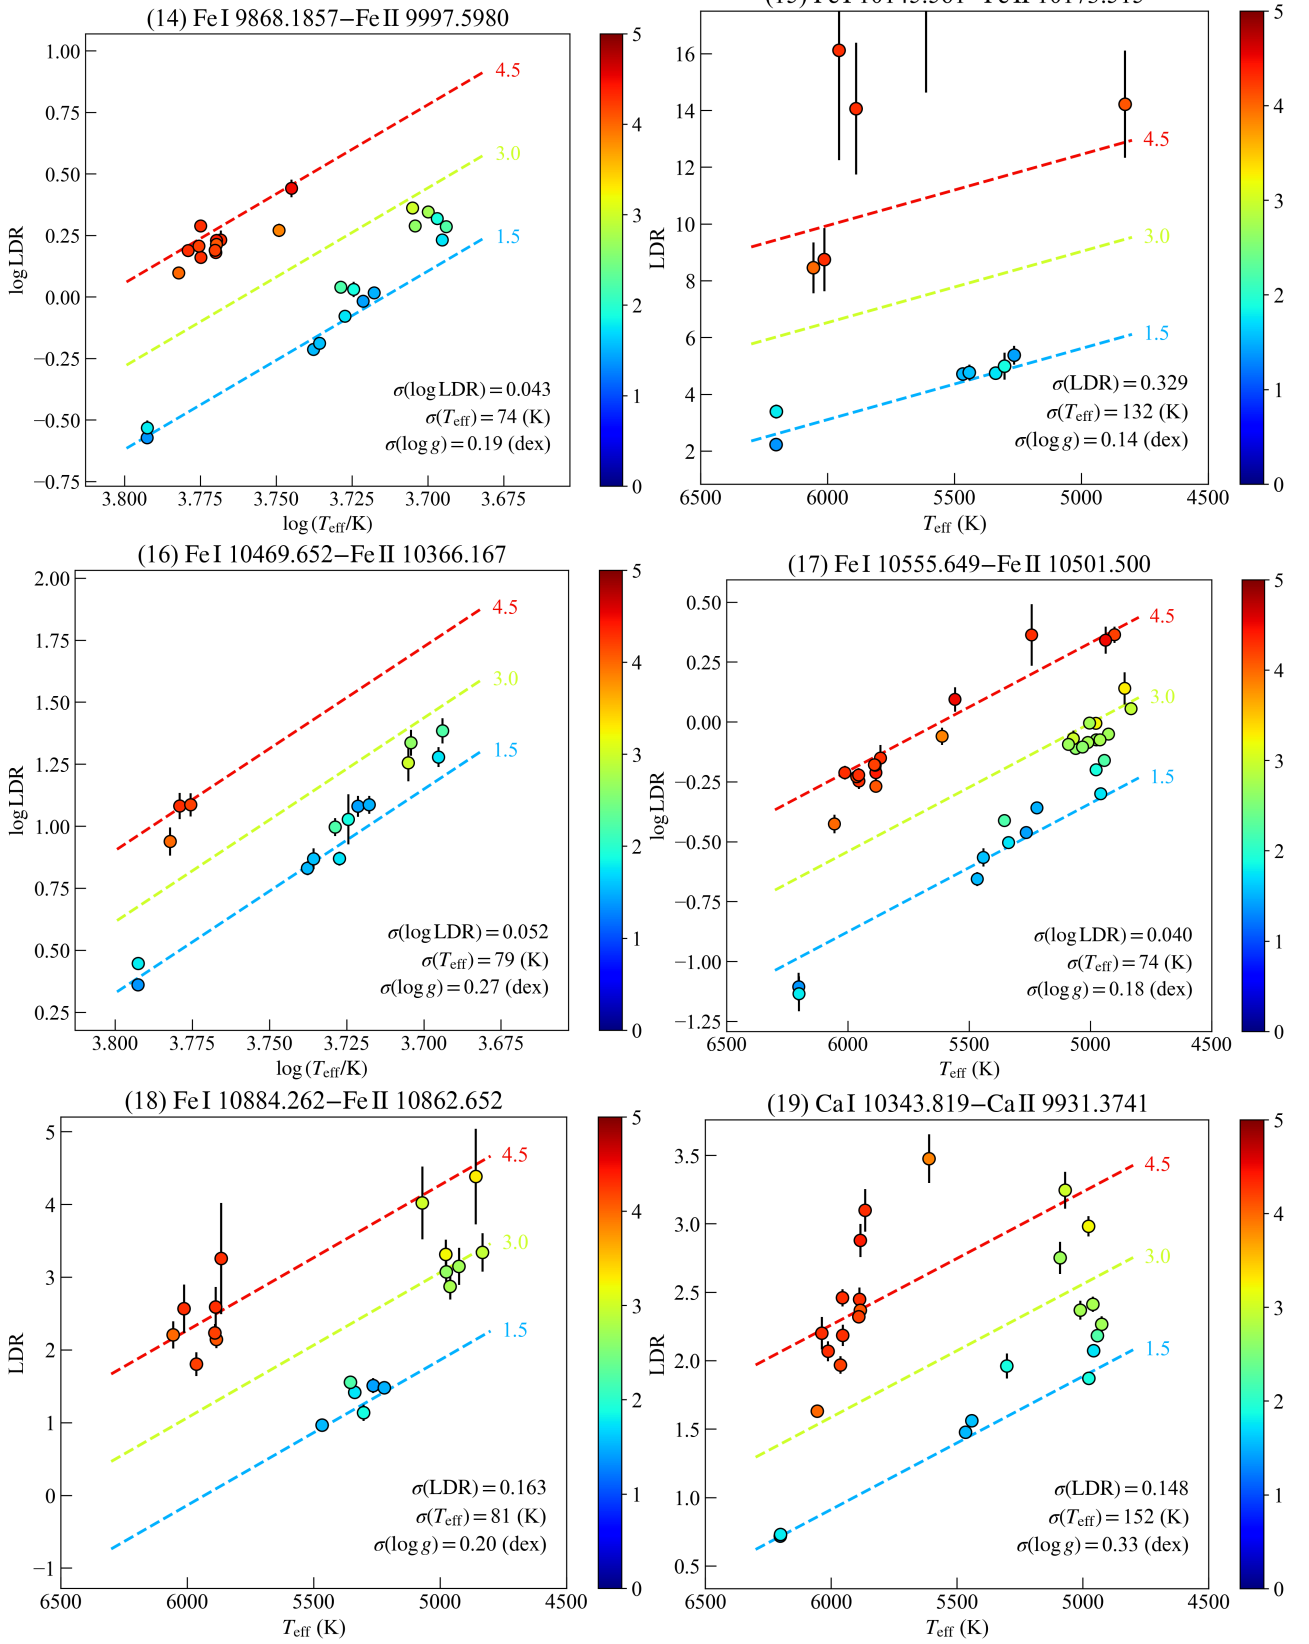 (14) Fe I 9868.1857−Fe II 9997.5980
1.00
0.75
0.50
0.25
0.00
−0.25
−0.50
−0.75
log LDR
4.5
3.0
1.5
σ(log LDR) = 0.043
σ(Teff) = 74 (K)
σ(log g) = 0.19 (dex)
3.800 3.775 3.750 3.725 3.700 3.675
log (Teff/K)
5
4
3
2
1
0
16
14
12
10
8
6
4
2
LDR
4.5
3.0
1.5
σ(LDR) = 0.329
σ(Teff) = 132 (K)
σ(log g) = 0.14 (dex)
6500 6000 5500 5000 4500
Teff (K)
5
4
3
2
1
0
(16) Fe I 10469.652−Fe II 10366.167
2.00
1.75
1.50
1.25
1.00
0.75
0.50
0.25
log LDR
4.5
3.0
1.5
σ(log LDR) = 0.052
σ(Teff) = 79 (K)
σ(log g) = 0.27 (dex)
3.800 3.775 3.750 3.725 3.700 3.675
log (Teff/K)
5
4
3
2
1
0
(17) Fe I 10555.649−Fe II 10501.500
0.50
0.25
0.00
−0.25
−0.50
−0.75
−1.00
−1.25
log LDR
4.5
3.0
1.5
σ(log LDR) = 0.040
σ(Teff) = 74 (K)
σ(log g) = 0.18 (dex)
6500 6000 5500 5000 4500
Teff (K)
5
4
3
2
1
0
(18) Fe I 10884.262−Fe II 10862.652
5
4
3
2
1
0
−1
LDR
4.5
3.0
1.5
σ(LDR) = 0.163
σ(Teff) = 81 (K)
σ(log g) = 0.20 (dex)
6500 6000 5500 5000 4500
Teff (K)
5
4
3
2
1
0
(19) Ca I 10343.819−Ca II 9931.3741
3.5
3.0
2.5
2.0
1.5
1.0
0.5
LDR
4.5
3.0
1.5
σ(LDR) = 0.148
σ(Teff) = 152 (K)
σ(log g) = 0.33 (dex)
6500 6000 5500 5000 4500
Teff (K)
5
4
3
2
1
0